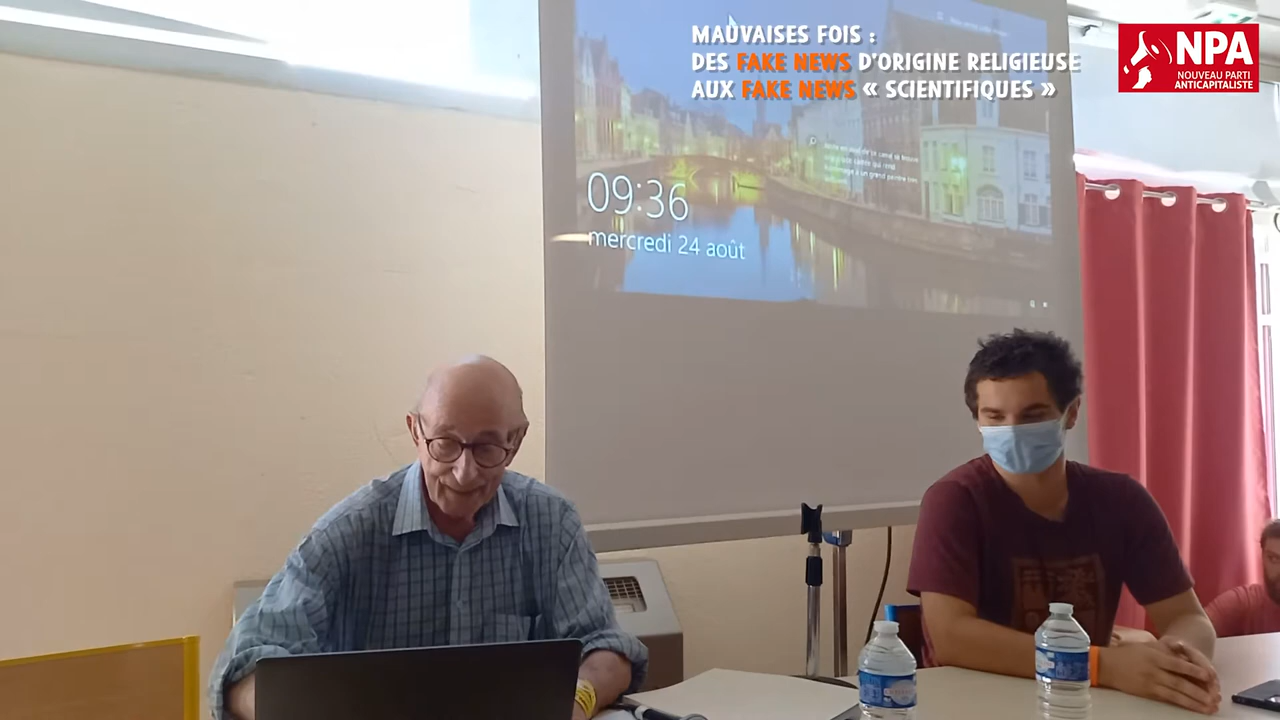 MAUVAISES FOIS :
DES FAKE NEWS D'ORIGINE RELIGIEUSE
AUX FAKE NEWS « SCIENTIFIQUES »
NPA
NOUVEAU PARTI
ANTICAPITALISTE
09:36
mercredi 24 août